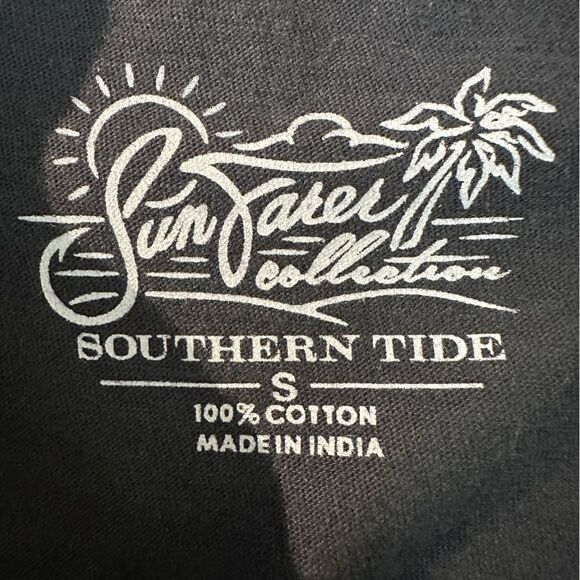 Sun Farer
collection
SOUTHERN TIDE
S
100% COTTON
MADE IN INDIA